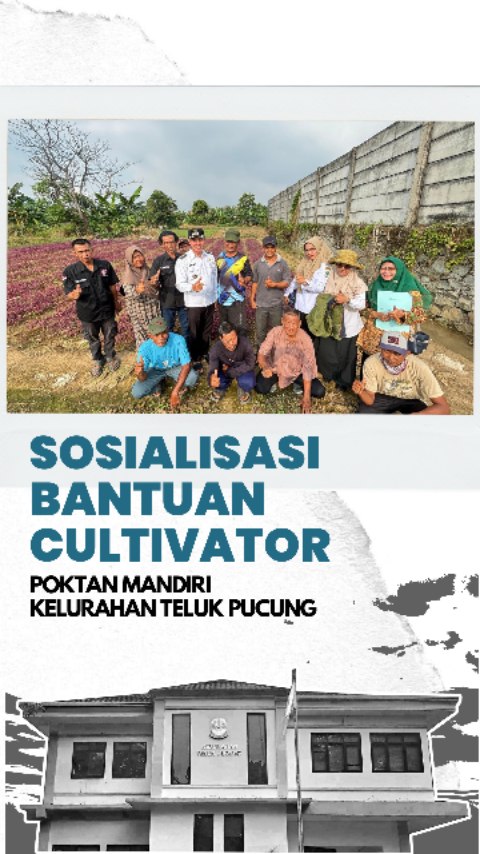 SOSIALISASI
BANTUAN
CULTIVATOR
POKTAN MANDIRI
KELURAHAN TELUK PUCUNG